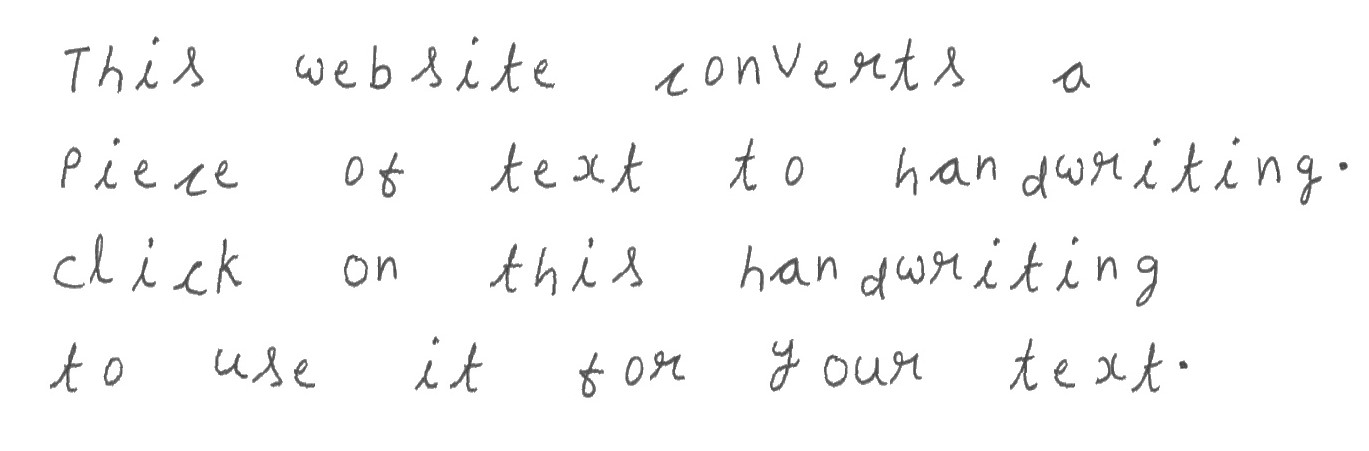 This website converts a
Piece of text to handwriting.
click on this handwriting
to use it for your text.